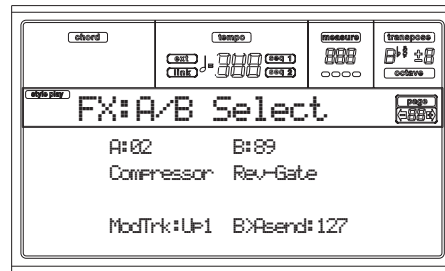 chord tempo measure transpose
ext seq 1
link seq 2
octave
style play page
FX:A/B Select
A:02 B:89
Compressor Rev-Gate
ModTrk:Up1 B>Asend:127